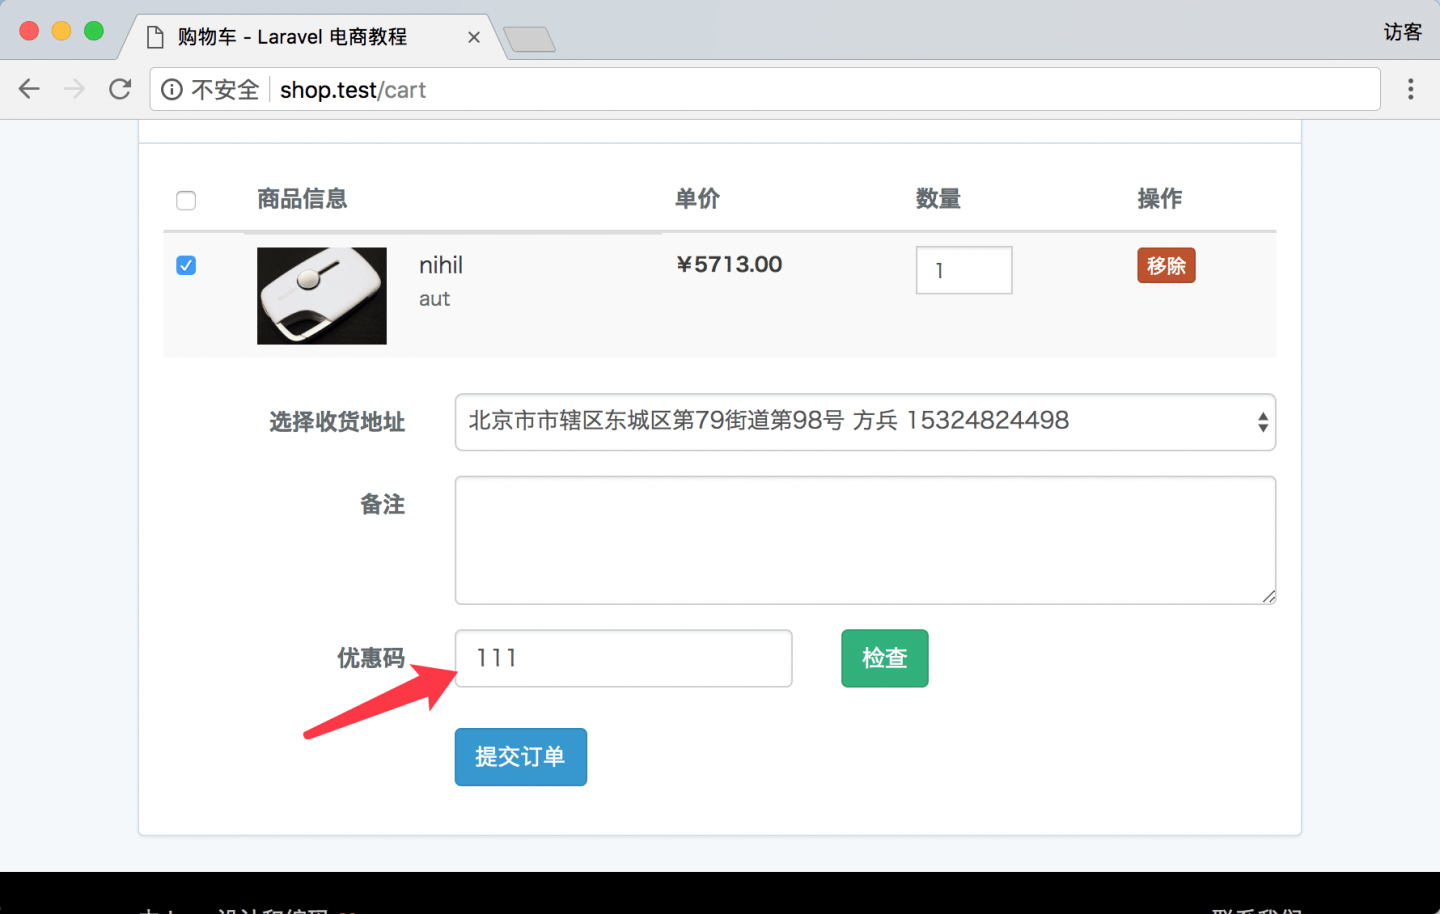 购物车 - Laravel 电商教程
访客
不安全 shop.test/cart
商品信息 单价 数量 操作
nihil ¥5713.00 1 移除
aut
选择收货地址 北京市市辖区东城区第79街道第98号 方兵 15324824498
备注
优惠码 111 检查
提交订单